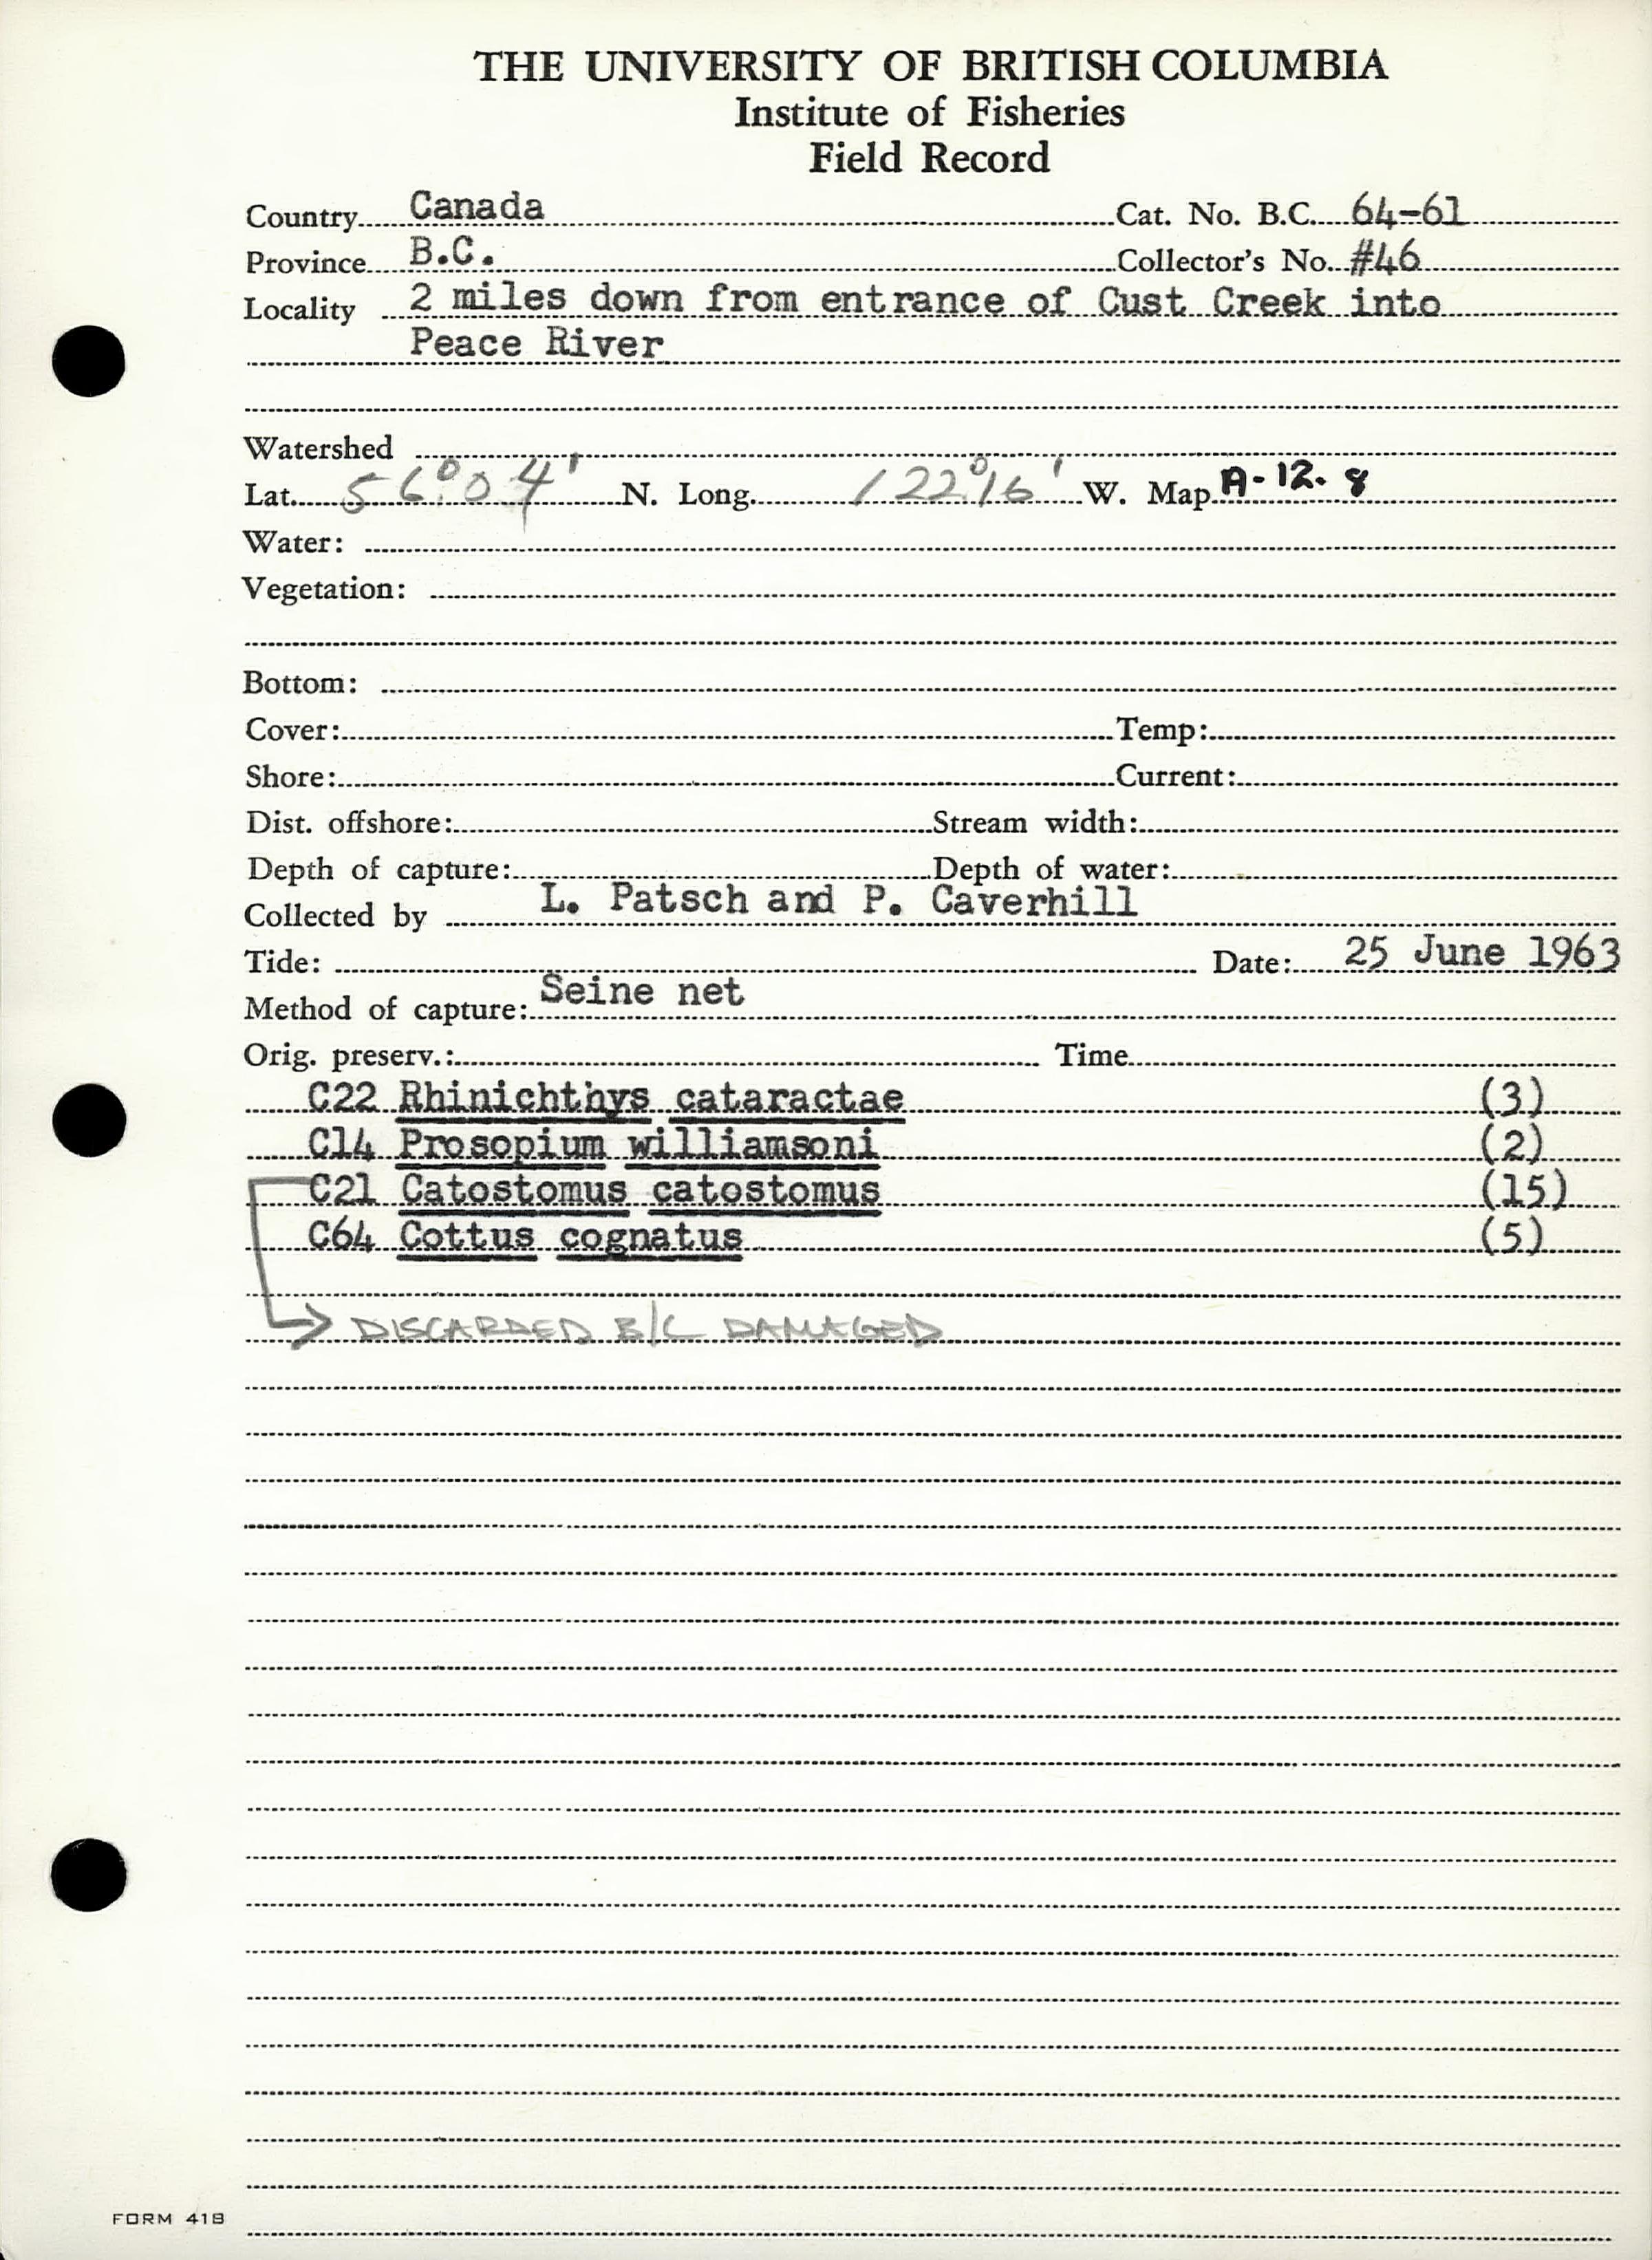 THE UNIVERSITY OF BRITISH COLUMBIA
Institute of Fisheries
Field Record
Country Canada Cat. No. B.C. 64-61
Province B.C. Collector's No. #46
Locality 2 miles down from entrance of Cust Creek into
Peace River
Watershed
Lat. 56°04' N. Long. 122°16' W. Map A-12.8
Water:
Vegetation:
Bottom:
Cover: Temp:
Shore: Current:
Dist. offshore: Stream width:
Depth of capture: Depth of water:
Collected by L. Patsch and P. Caverhill
Tide: Date: 25 June 1963
Method of capture: Seine net
Orig. preserv.: Time
C22 Rhinichthys cataractae (3)
C14 Prosopium williamsoni (2)
C21 Catostomus catostomus (15)
C64 Cottus cognatus (5)
DISCARDED B/C DAMAGED
FORM 418